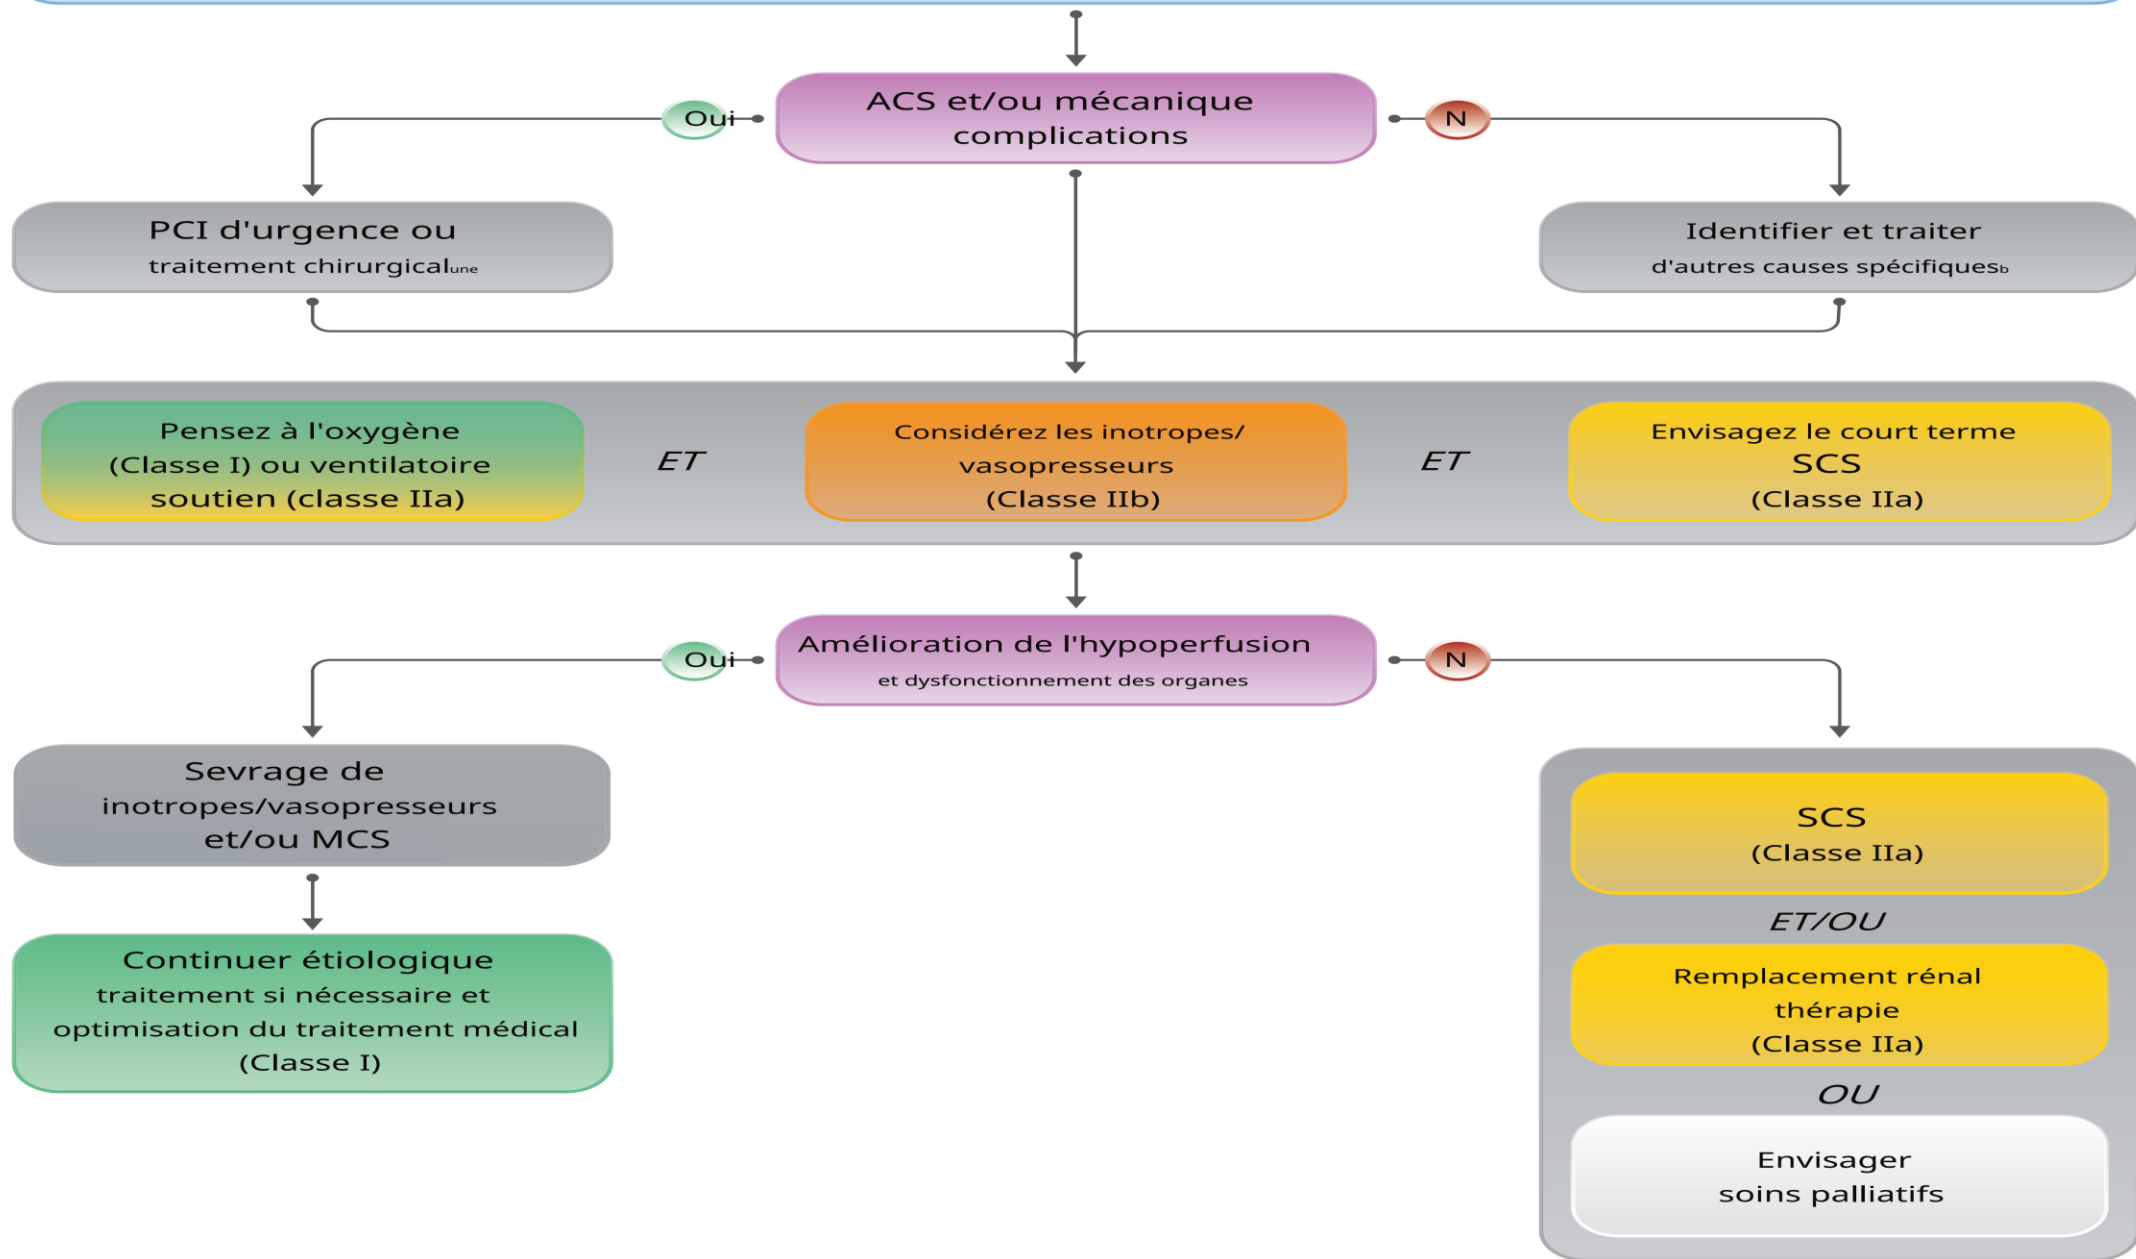 ACS et/ou mécanique
complications
Oui
N
PCI d'urgence ou
traitement chirurgicalune
Identifier et traiter
d'autres causes spécifiquesb
Pensez à l'oxygène
(Classe I) ou ventilatoire
soutien (classe IIa)
ET
Considérez les inotropes/
vasopresseurs
(Classe IIb)
ET
Envisagez le court terme
SCS
(Classe IIa)
Oui
Amélioration de l'hypoperfusion
et dysfonctionnement des organes
N
Sevrage de
inotropes/vasopresseurs
et/ou MCS
Continuer étiologique
traitement si nécessaire et
optimisation du traitement médical
(Classe I)
SCS
(Classe IIa)
ET/OU
Remplacement rénal
thérapie
(Classe IIa)
OU
Envisager
soins palliatifs